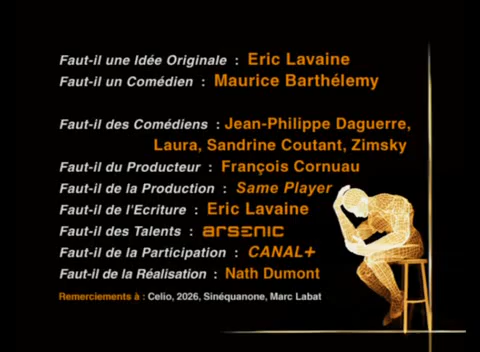 Faut-il une Idée Originale : Eric Lavaine
Faut-il un Comédien : Maurice Barthélemy
Faut-il des Comédiens : Jean-Philippe Daguerre,
Laura, Sandrine Coutant, Zimsky
Faut-il du Producteur : François Cornuau
Faut-il de la Production : Same Player
Faut-il de l'Ecriture : Eric Lavaine
Faut-il des Talents : arsenic
Faut-il de la Participation : CANAL+
Faut-il de la Réalisation : Nath Dumont
Remerciements à : Celio, 2026, Sinéquanone, Marc Labat